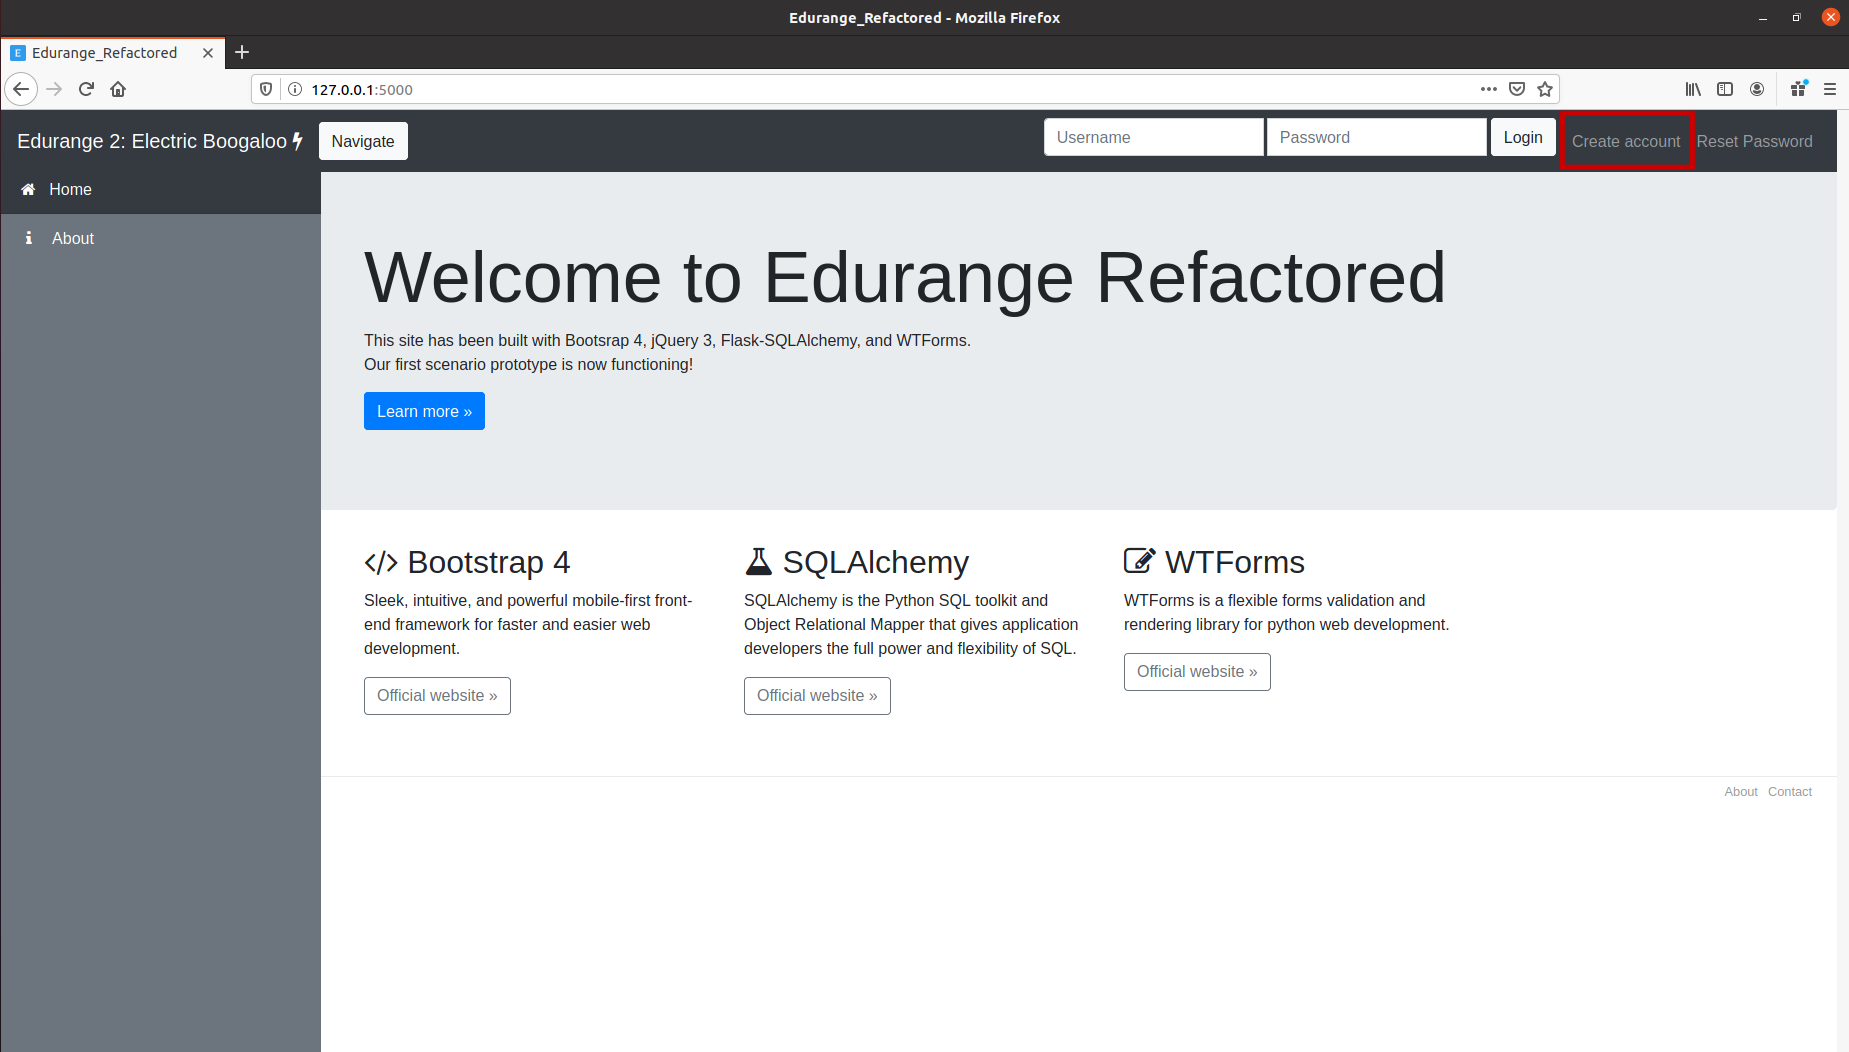 Edurange_Refactored - Mozilla Firefox
E Edurange_Refactored
127.0.0.1:5000
Edurange 2: Electric Boogaloo
Navigate
Username
Password
Login
Create account
Reset Password
Home
About
Welcome to Edurange Refactored
This site has been built with Bootsrap 4, jQuery 3, Flask-SQLAlchemy, and WTForms.
Our first scenario prototype is now functioning!
Learn more »
Bootstrap 4
Sleek, intuitive, and powerful mobile-first front-
end framework for faster and easier web
development.
Official website »
SQLAlchemy
SQLAlchemy is the Python SQL toolkit and
Object Relational Mapper that gives application
developers the full power and flexibility of SQL.
Official website »
WTForms
WTForms is a flexible forms validation and
rendering library for python web development.
Official website »
About Contact